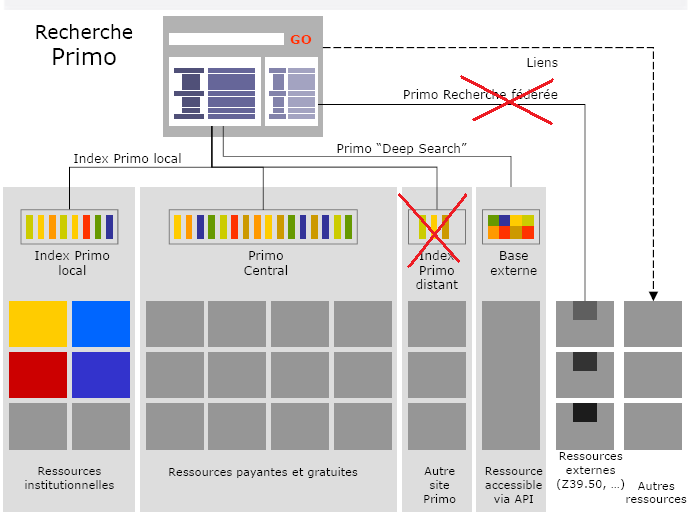 Recherche
Primo
GO
Liens
Primo Recherche fédérée
Primo “Deep Search”
Index Primo local
Index Primo
local
Primo
Central
Index
Primo
distant
Base
externe
Ressources
institutionnelles
Ressources payantes et gratuites
Autre
site
Primo
Ressource
accessible
via API
Ressources
externes
(Z39.50, ...)
Autres
ressources